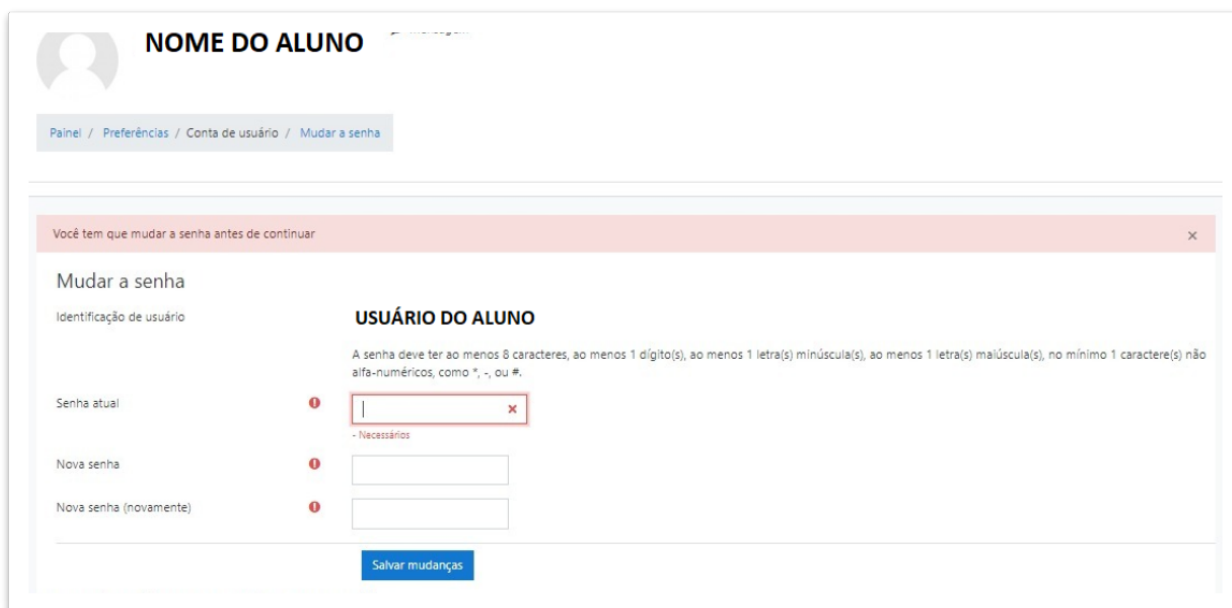 NOME DO ALUNO
Painel / Preferências / Conta de usuário / Mudar a senha
Você tem que mudar a senha antes de continuar ×
Mudar a senha
Identificação de usuário USUÁRIO DO ALUNO
A senha deve ter ao menos 8 caracteres, ao menos 1 dígito(s), ao menos 1 letra(s) minúscula(s), ao menos 1 letra(s) maiúscula(s), no mínimo 1 caractere(s) não
alfa-numéricos, como *, -, ou #.
Senha atual
- Necessários
Nova senha
Nova senha (novamente)
Salvar mudanças